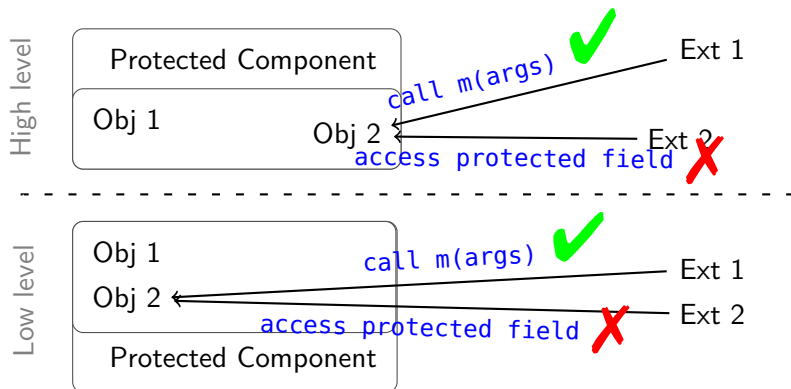 High level
Protected Component
Ext 1
call m(args)
Obj 1
Obj 2
Ext 2
access protected field
Low level
Obj 1
call m(args)
Ext 1
Obj 2
Ext 2
access protected field
Protected Component